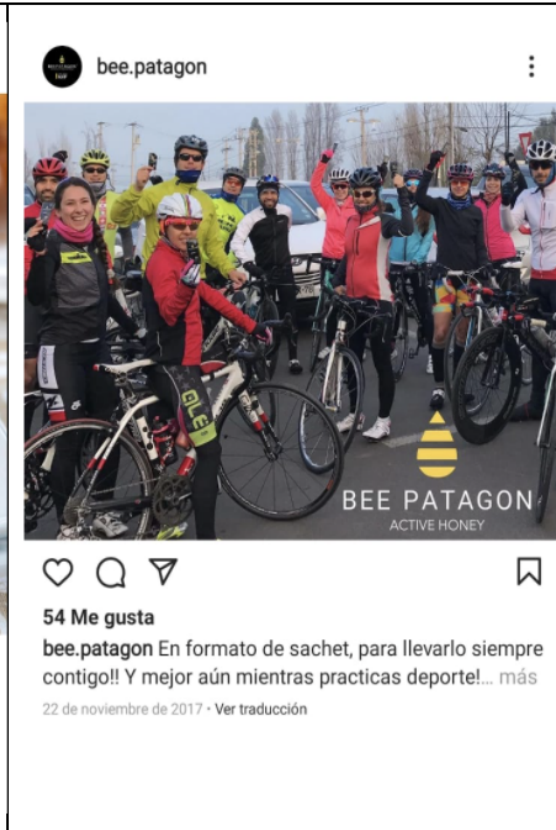 bee.patagon
ALE
BEE PATAGON
ACTIVE HONEY
54 Me gusta
bee.patagon En formato de sachet, para llevarlo siempre
contigo!! Y mejor aún mientras practicas deporte!... más
22 de noviembre de 2017 • Ver traducción